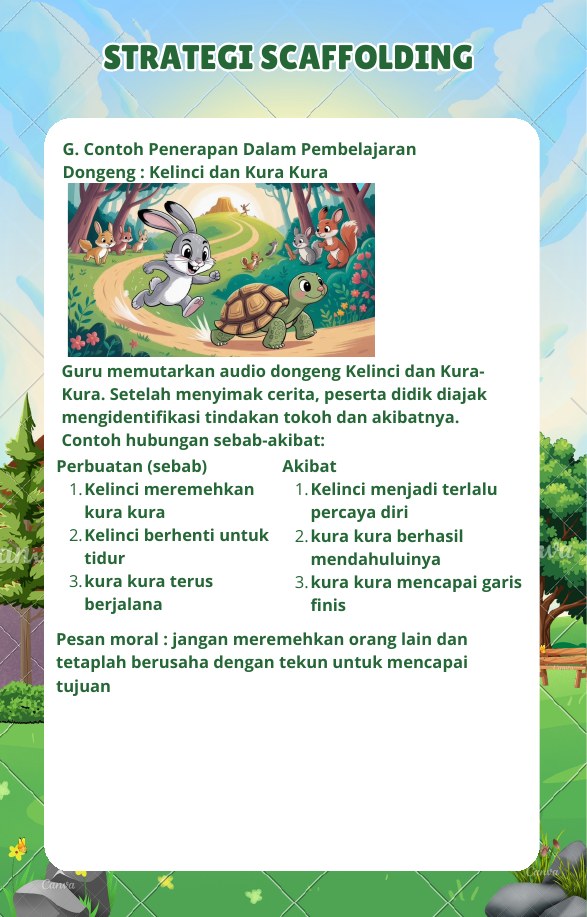 STRATEGI SCAFFOLDING
G. Contoh Penerapan Dalam Pembelajaran
Dongeng : Kelinci dan Kura Kura
Guru memutarkan audio dongeng Kelinci dan Kura-
Kura. Setelah menyimak cerita, peserta didik diajak
mengidentifikasi tindakan tokoh dan akibatnya.
Contoh hubungan sebab-akibat:
Perbuatan (sebab)
1. Kelinci meremehkan
kura kura
2. Kelinci berhenti untuk
tidur
3. kura kura terus
berjalana
Akibat
1. Kelinci menjadi terlalu
percaya diri
2. kura kura berhasil
mendahuluinya
3. kura kura mencapai garis
finis
Pesan moral : jangan meremehkan orang lain dan
tetaplah berusaha dengan tekun untuk mencapai
tujuan
Canva
Canva